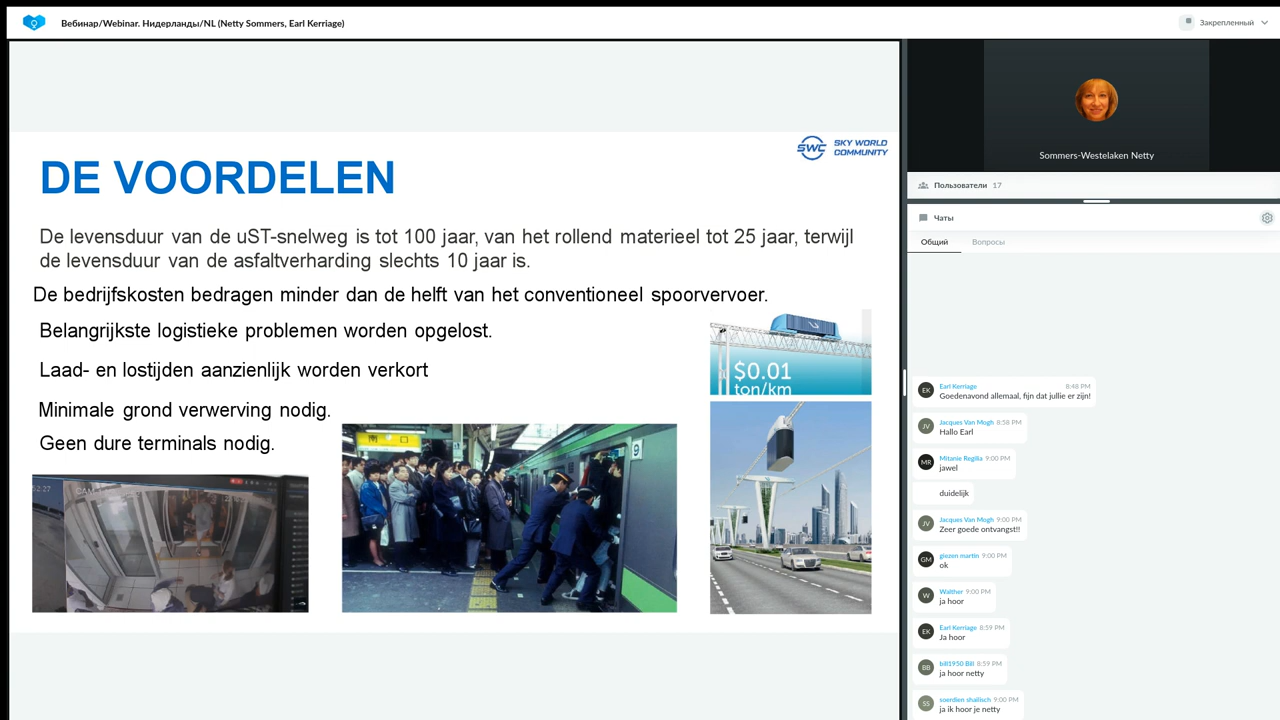 Вебинар/Webinar. Нидерланды/NL (Netty Sommers, Earl Kerriage)
Закрепленный
SWC SKY WORLD
COMMUNITY
DE VOORDELEN
De levensduur van de uST-snelweg is tot 100 jaar, van het rollend materieel tot 25 jaar, terwijl
de levensduur van de asfaltverharding slechts 10 jaar is.
De bedrijfskosten bedragen minder dan de helft van het conventioneel spoorvervoer.
Belangrijkste logistieke problemen worden opgelost.
Laad- en lostijden aanzienlijk worden verkort
Minimale grond verwerving nodig.
Geen dure terminals nodig.
$0.01
ton/km
南 口
9
Sommers-Westelaken Netty
Пользователи 17
Чаты
Общий Вопросы
EK Earl Kerriage 8:48 PM
Goedenavond allemaal, fijn dat jullie er zijn!
JV Jacques Van Mogh 8:58 PM
Hallo Earl
MR Mitanie Regilia 9:00 PM
jawel
duidelijk
JV Jacques Van Mogh 9:00 PM
Zeer goede ontvangst!!
GM giezen martin 9:00 PM
ok
W Walther 9:00 PM
ja hoor
EK Earl Kerriage 8:59 PM
Ja hoor
BB bill1950 Bill 8:59 PM
ja hoor netty
SS soerdien shailisch 9:00 PM
ja ik hoor je netty